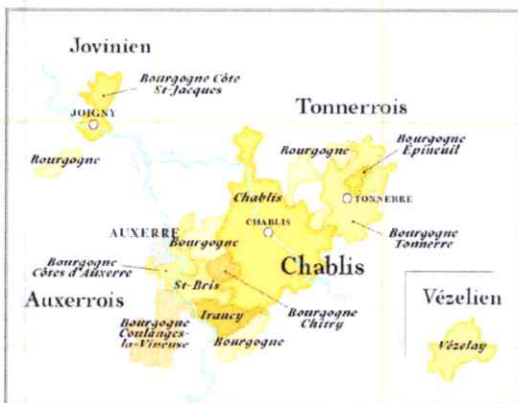 Jovinien
Bourgogne Côte
St-Jacques
JOIGNY
Bourgogne
Tonnerrois
Bourgogne
Bourgogne
Épineuil
TONNERRE
Bourgogne
Tonnerre
Chablis
CHABLIS
Chablis
AUXERRE
Bourgogne
Bourgogne
Côtes d'Auxerre
St-Bris
Auxerrois
Bourgogne
Chitry
Irancy
Bourgogne
Coulanges-
la-Vineuse
Bourgogne
Vézelien
Vézelay